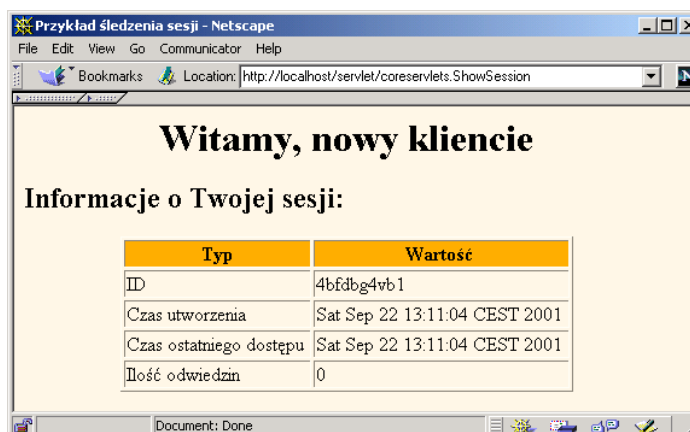 Przykład śledzenia sesji - Netscape
File Edit View Go Communicator Help
Bookmarks Location: http://localhost/servlet/coreservlets.ShowSession N
Witamy, nowy kliencie
Informacje o Twojej sesji:
Typ Wartość
ID 4bfdbg4vb1
Czas utworzenia Sat Sep 22 13:11:04 CEST 2001
Czas ostatniego dostępu Sat Sep 22 13:11:04 CEST 2001
Ilość odwiedzin 0
Document: Done